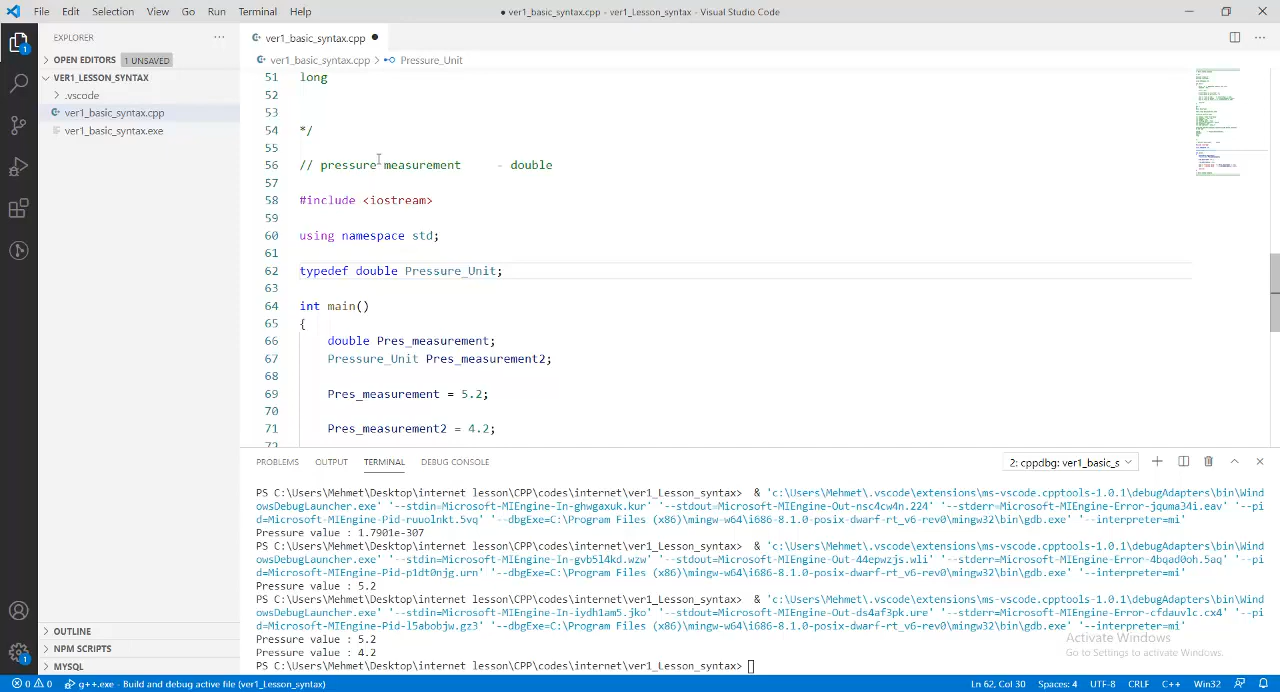 File Edit Selection View Go Run Terminal Help
● ver1_basic_syntax.cpp - ver1_Lesson_syntax - Visual Studio Code
EXPLORER
OPEN EDITORS 1 UNSAVED
VER1_LESSON_SYNTAX
.vscode
ver1_basic_syntax.cpp
ver1_basic_syntax.exe
OUTLINE
NPM SCRIPTS
MYSQL
ver1_basic_syntax.cpp ●
ver1_basic_syntax.cpp > Pressure_Unit
51 long
52
53
54 */
55
56 // pressure measurement - couble
57
58 #include <iostream>
59
60 using namespace std;
61
62 typedef double Pressure_Unit;
63
64 int main()
65 {
66 double Pres_measurement;
67 Pressure_Unit Pres_measurement2;
68
69 Pres_measurement = 5.2;
70
71 Pres_measurement2 = 4.2;
72
PROBLEMS OUTPUT TERMINAL DEBUG CONSOLE 2: cppdbg: ver1_basic_s
PS C:\Users\Mehmet\Desktop\internet lesson\CPP\codes\internet\ver1_Lesson_syntax> & 'c:\Users\Mehmet\.vscode\extensions\ms-vscode.cpptools-1.0.1\debugAdapters\bin\Wind
owsDebugLauncher.exe' '--stdin=Microsoft-MIEngine-In-ghwgaxuk.kur' '--stdout=Microsoft-MIEngine-Out-nsc4cw4n.224' '--stderr=Microsoft-MIEngine-Error-jquma34i.eav' '--pi
d=Microsoft-MIEngine-Pid-ruuolnkt.5vq' '--dbgExe=C:\Program Files (x86)\mingw-w64\i686-8.1.0-posix-dwarf-rt_v6-rev0\mingw32\bin\gdb.exe' '--interpreter=mi'
Pressure value : 1.7901e-307
PS C:\Users\Mehmet\Desktop\internet lesson\CPP\codes\internet\ver1_Lesson_syntax> & 'c:\Users\Mehmet\.vscode\extensions\ms-vscode.cpptools-1.0.1\debugAdapters\bin\Wind
owsDebugLauncher.exe' '--stdin=Microsoft-MIEngine-In-gvb5l4kd.wzw' '--stdout=Microsoft-MIEngine-Out-44epwzjs.wli' '--stderr=Microsoft-MIEngine-Error-4bqad0oh.5aq' '--pi
d=Microsoft-MIEngine-Pid-p1dt0njg.urn' '--dbgExe=C:\Program Files (x86)\mingw-w64\i686-8.1.0-posix-dwarf-rt_v6-rev0\mingw32\bin\gdb.exe' '--interpreter=mi'
Pressure value : 5.2
PS C:\Users\Mehmet\Desktop\internet lesson\CPP\codes\internet\ver1_Lesson_syntax> & 'c:\Users\Mehmet\.vscode\extensions\ms-vscode.cpptools-1.0.1\debugAdapters\bin\Wind
owsDebugLauncher.exe' '--stdin=Microsoft-MIEngine-In-iydh1am5.jko' '--stdout=Microsoft-MIEngine-Out-ds4af3pk.ure' '--stderr=Microsoft-MIEngine-Error-cfdauvlc.cx4' '--pi
d=Microsoft-MIEngine-Pid-l5abobjw.gz3' '--dbgExe=C:\Program Files (x86)\mingw-w64\i686-8.1.0-posix-dwarf-rt_v6-rev0\mingw32\bin\gdb.exe' '--interpreter=mi'
Pressure value : 5.2
Pressure value : 4.2
PS C:\Users\Mehmet\Desktop\internet lesson\CPP\codes\internet\ver1_Lesson_syntax>
Activate Windows
Go to Settings to activate Windows.
0 0 g++.exe - Build and debug active file (ver1_Lesson_syntax) Ln 62, Col 30 Spaces: 4 UTF-8 CRLF C++ Win32